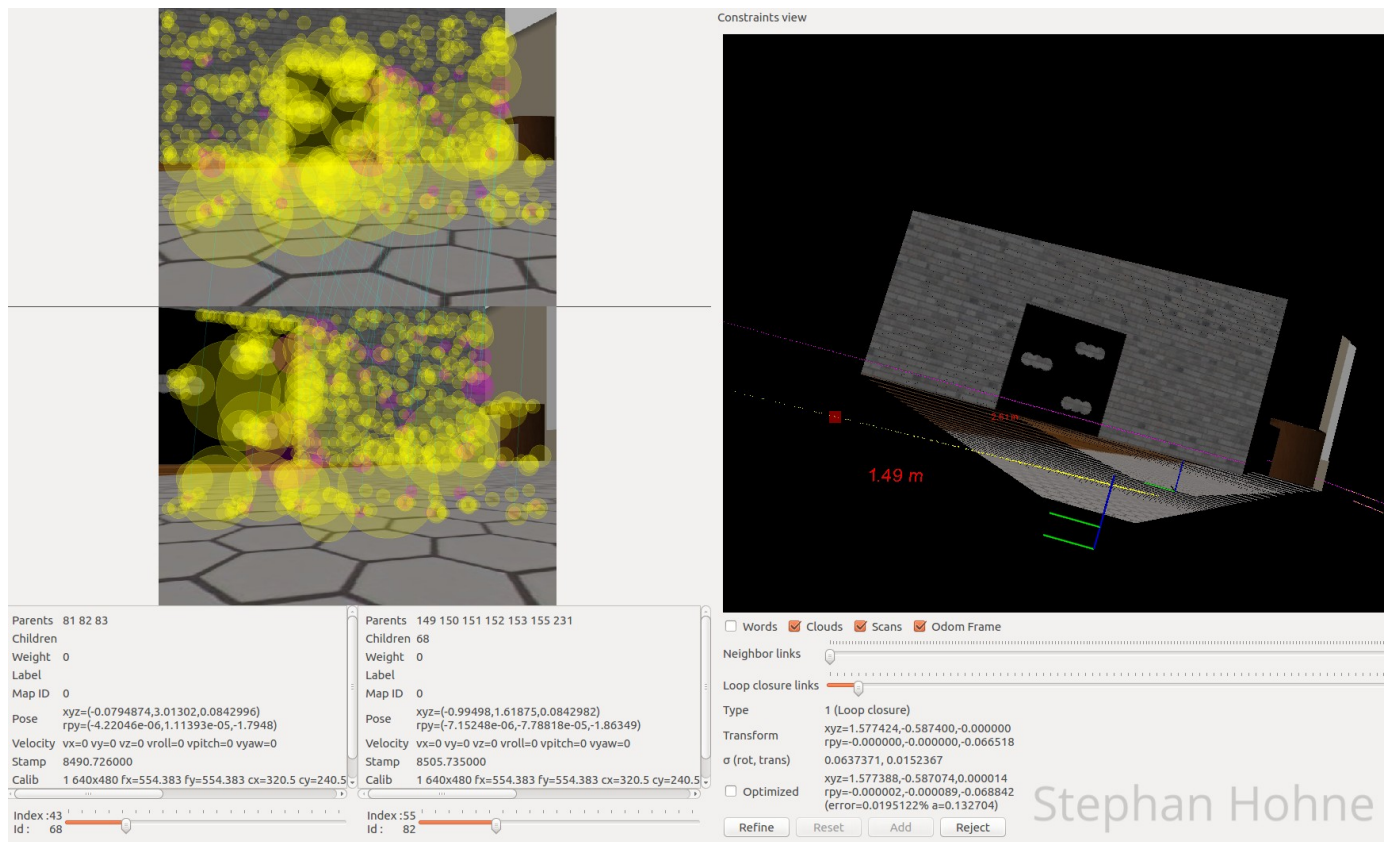 Constraints view
1.49 m
Parents 81 82 83
Children
Weight 0
Label
Map ID 0
Pose xyz=(-0.0794874,3.01302,0.0842996)
rpy=(-4.22046e-06,1.11393e-05,-1.7948)
Velocity vx=0 vy=0 vz=0 vroll=0 vpitch=0 vyaw=0
Stamp 8490.726000
Calib 1 640x480 fx=554.383 fy=554.383 cx=320.5 cy=240.5
Index :43
Id : 68
Parents 149 150 151 152 153 155 231
Children 68
Weight 0
Label
Map ID 0
Pose xyz=(-0.99498,1.61875,0.0842982)
rpy=(-7.15248e-06,-7.78818e-05,-1.86349)
Velocity vx=0 vy=0 vz=0 vroll=0 vpitch=0 vyaw=0
Stamp 8505.735000
Calib 1 640x480 fx=554.383 fy=554.383 cx=320.5 cy=240.5
Index :55
Id : 82
Words Clouds Scans Odom Frame
Neighbor links
Loop closure links
Type 1 (Loop closure)
Transform xyz=1.577424,-0.587400,-0.000000
rpy=-0.000000,-0.000000,-0.066518
σ (rot, trans) 0.0637371, 0.0152367
Optimized xyz=1.577388,-0.587074,0.000014
rpy=-0.000002,-0.000089,-0.068842
(error=0.0195122% a=0.132704)
Refine Reset Add Reject
Stephan Hohne